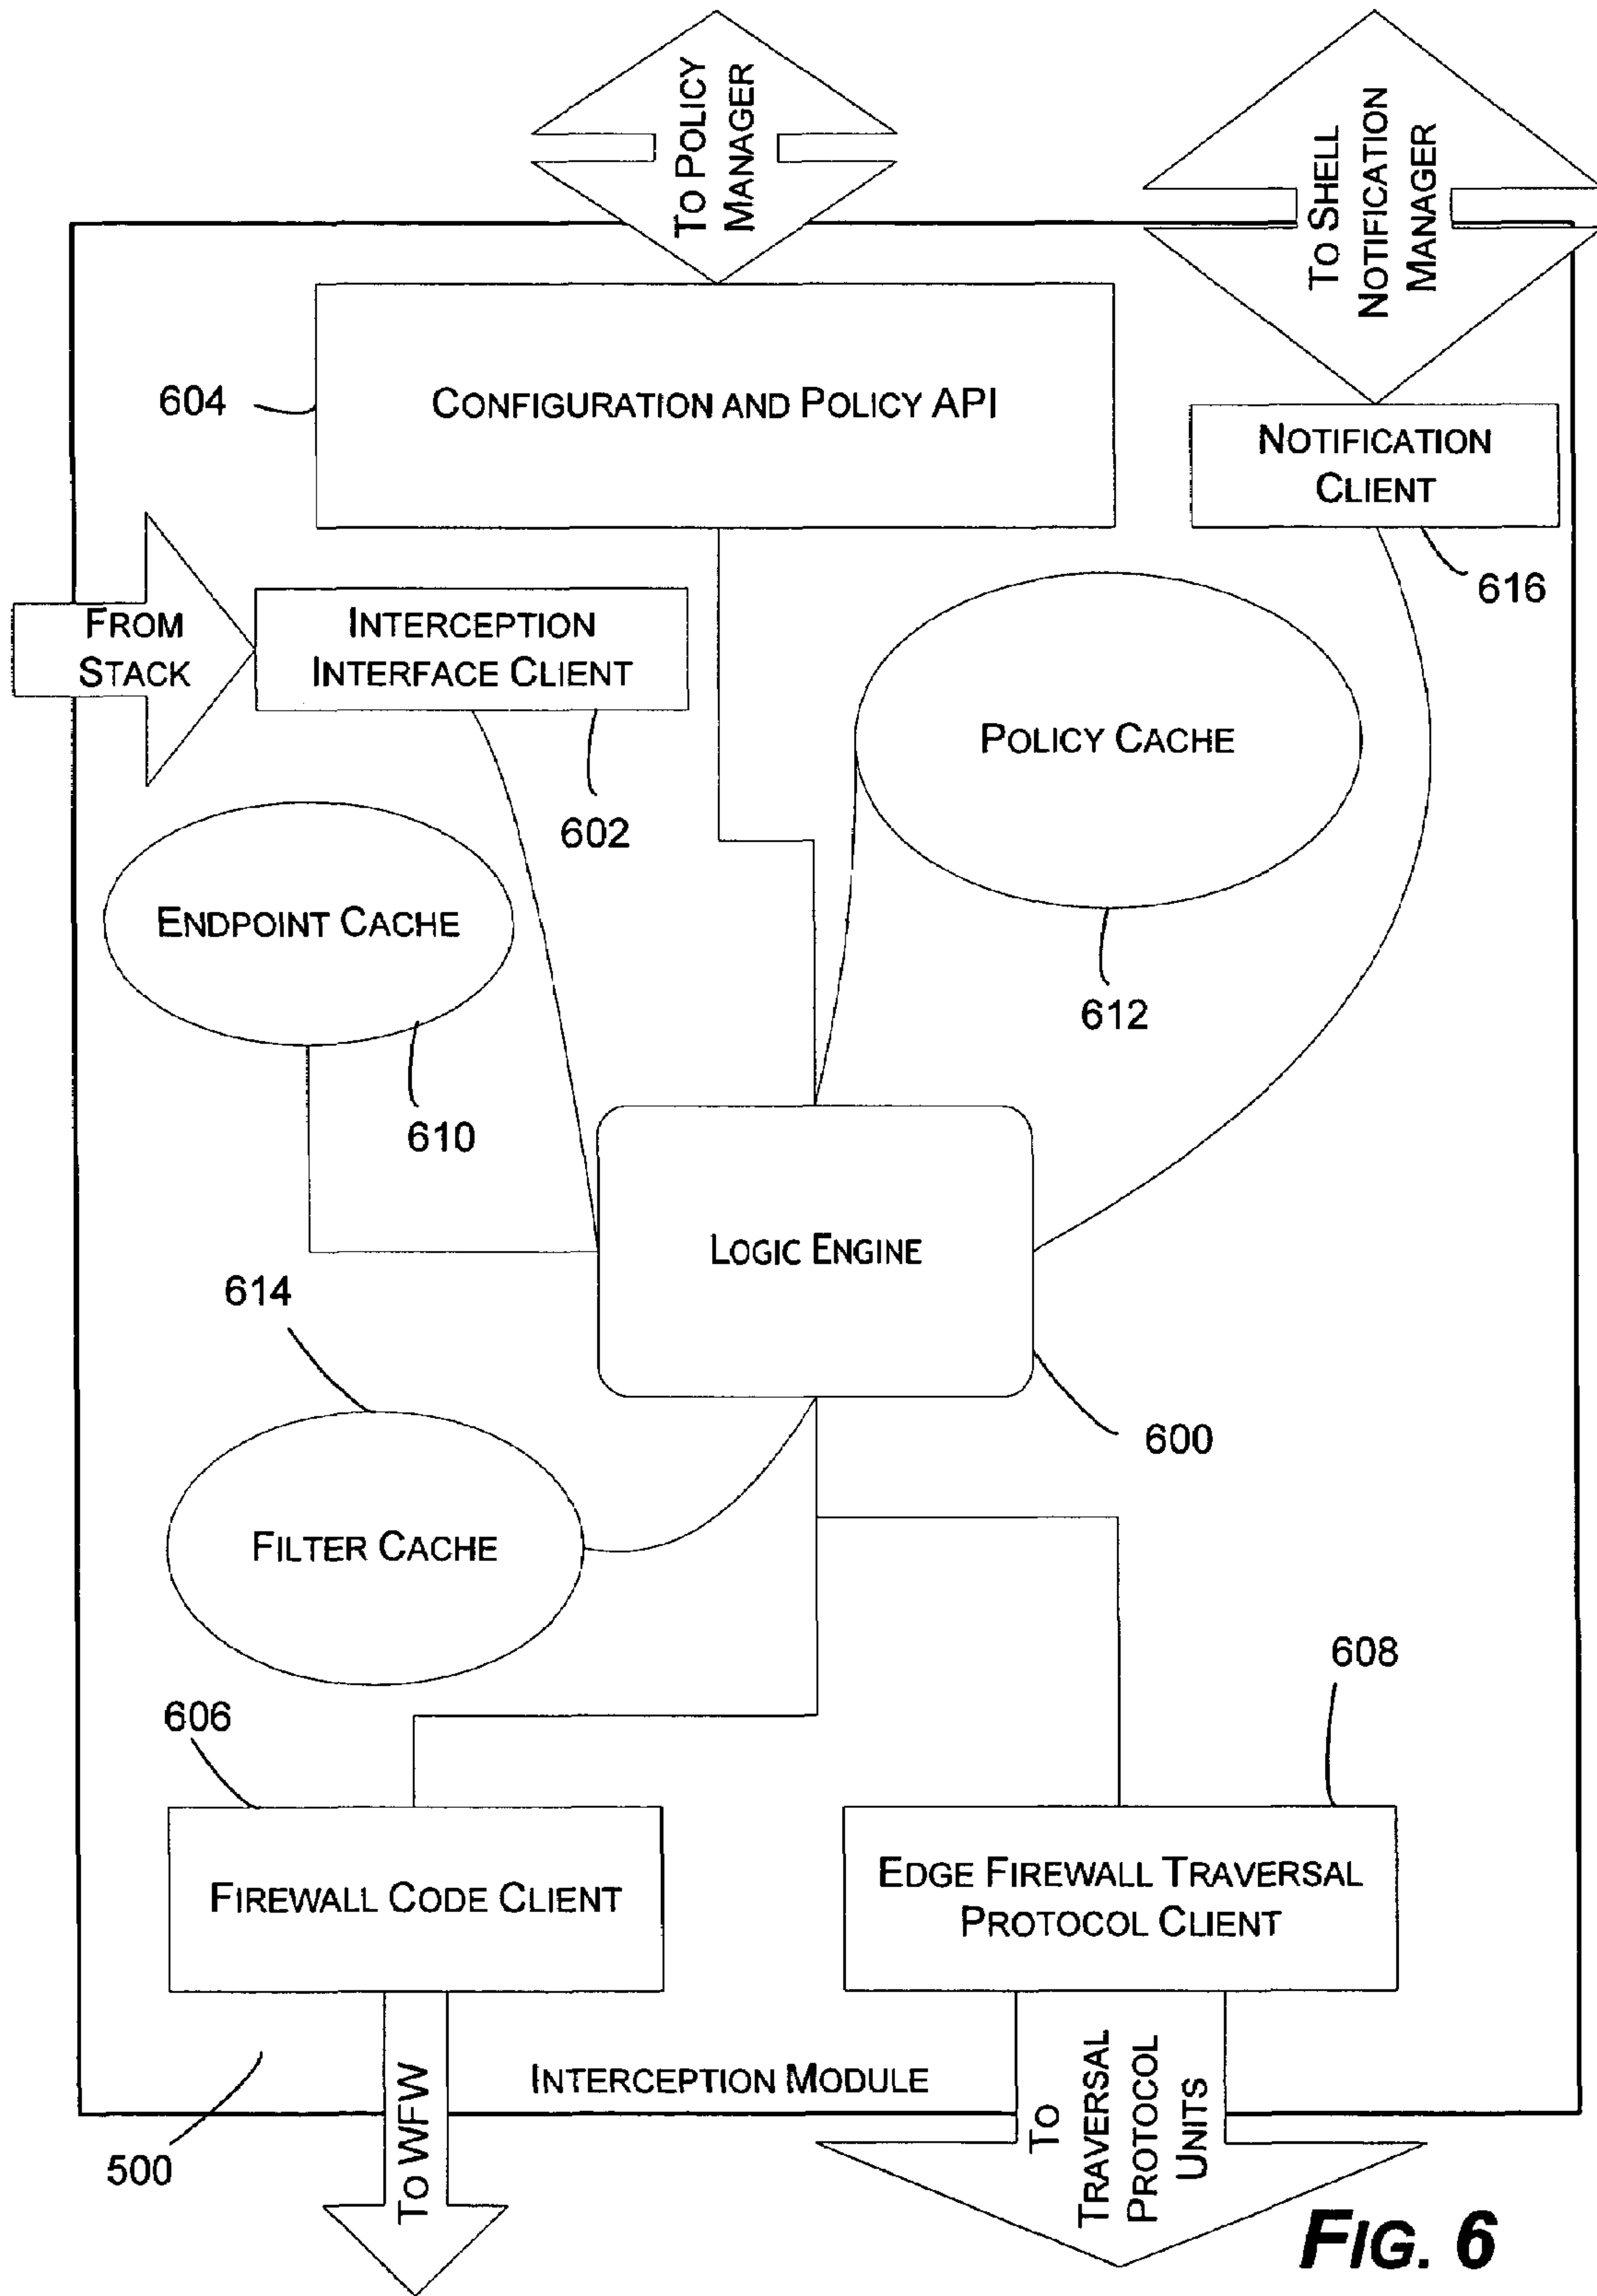 TO POLICY
MANAGER
TO SHELL
NOTIFICATION
MANAGER
604
CONFIGURATION AND POLICY API
NOTIFICATION
CLIENT
616
FROM
STACK
INTERCEPTION
INTERFACE CLIENT
602
POLICY CACHE
612
ENDPOINT CACHE
610
LOGIC ENGINE
600
614
FILTER CACHE
606
608
FIREWALL CODE CLIENT
EDGE FIREWALL TRAVERSAL
PROTOCOL CLIENT
500
INTERCEPTION MODULE
TO WFW
TO
TRAVERSAL
PROTOCOL
UNITS
FIG. 6